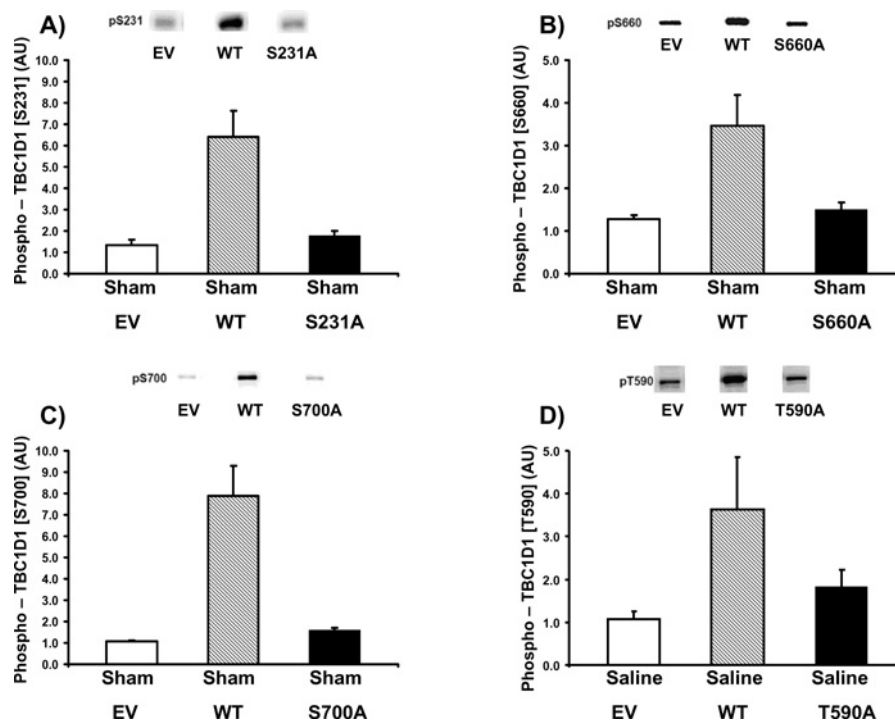 A)
pS231
EV WT S231A
Phospho – TBC1D1 [S231] (AU)
10.0
9.0
8.0
7.0
6.0
5.0
4.0
3.0
2.0
1.0
0.0
Sham Sham Sham
EV WT S231A
B)
pS660
EV WT S660A
Phospho – TBC1D1 [S660] (AU)
5.0
4.0
3.0
2.0
1.0
0.0
Sham Sham Sham
EV WT S660A
C)
pS700
EV WT S700A
Phospho – TBC1D1 [S700] (AU)
10.0
9.0
8.0
7.0
6.0
5.0
4.0
3.0
2.0
1.0
0.0
Sham Sham Sham
EV WT S700A
D)
pT590
EV WT T590A
Phospho – TBC1D1 [T590] (AU)
5.0
4.0
3.0
2.0
1.0
0.0
Saline Saline Saline
EV WT T590A